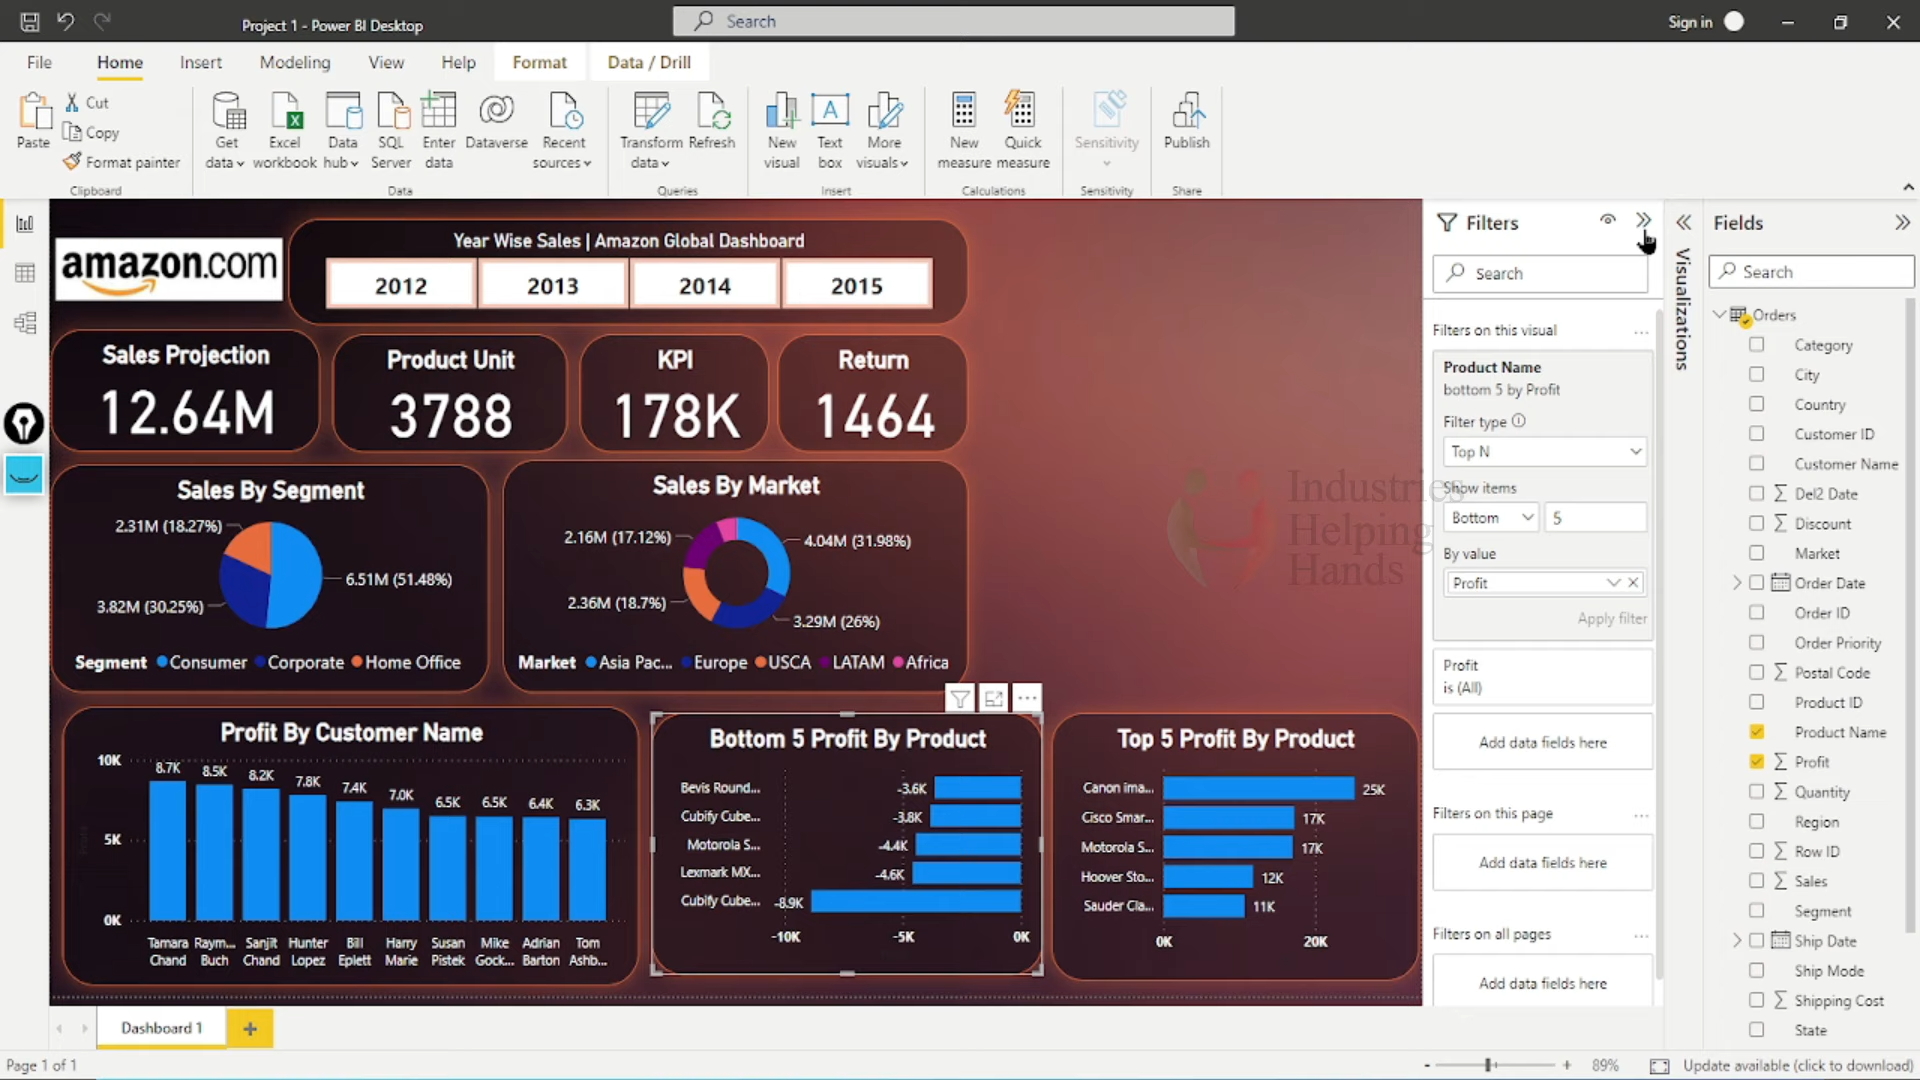 Project 1 - Power BI Desktop
Search
Sign in
File
Home
Insert
Modeling
View
Help
Format
Data / Drill
Paste
Cut
Copy
Format painter
Clipboard
Get data
Excel workbook
Data hub
SQL Server
Enter data
Dataverse
Recent sources
Data
Transform data
Refresh
Queries
New visual
Text box
More visuals
Insert
New measure
Quick measure
Calculations
Sensitivity
Sensitivity
Publish
Share
amazon.com
Year Wise Sales | Amazon Global Dashboard
2012
2013
2014
2015
Sales Projection
12.64M
Product Unit
3788
KPI
178K
Return
1464
Sales By Segment
2.31M (18.27%)
6.51M (51.48%)
3.82M (30.25%)
Segment Consumer Corporate Home Office
Sales By Market
2.16M (17.12%)
4.04M (31.98%)
2.36M (18.7%)
3.29M (26%)
Market Asia Pac... Europe USCA LATAM Africa
Industries
Helping
Hands
Profit By Customer Name
10K
5K
0K
8.7K
8.5K
8.2K
7.8K
7.4K
7.0K
6.5K
6.5K
6.4K
6.3K
Tamara Chand
Raym... Buch
Sanjit Chand
Hunter Lopez
Bill Eplett
Harry Marie
Susan Pistek
Mike Gock...
Adrian Barton
Tom Ashb...
Bottom 5 Profit By Product
Bevis Round... -3.6K
Cubify Cube... -3.8K
Motorola S... -4.4K
Lexmark MX... -4.6K
Cubify Cube... -8.9K
-10K -5K 0K
Top 5 Profit By Product
Canon ima... 25K
Cisco Smar... 17K
Motorola S... 17K
Hoover Sto... 12K
Sauder Cla... 11K
0K 20K
Filters
Search
Filters on this visual
Product Name
bottom 5 by Profit
Filter type
Top N
Show items
Bottom 5
By value
Profit
Apply filter
Profit
is (All)
Add data fields here
Filters on this page
Add data fields here
Filters on all pages
Add data fields here
Visualizations
Fields
Search
Orders
Category
City
Country
Customer ID
Customer Name
Del2 Date
Discount
Market
Order Date
Order ID
Order Priority
Postal Code
Product ID
Product Name
Profit
Quantity
Region
Row ID
Sales
Segment
Ship Date
Ship Mode
Shipping Cost
State
Dashboard 1
Page 1 of 1
- + 89%
Update available (click to download)